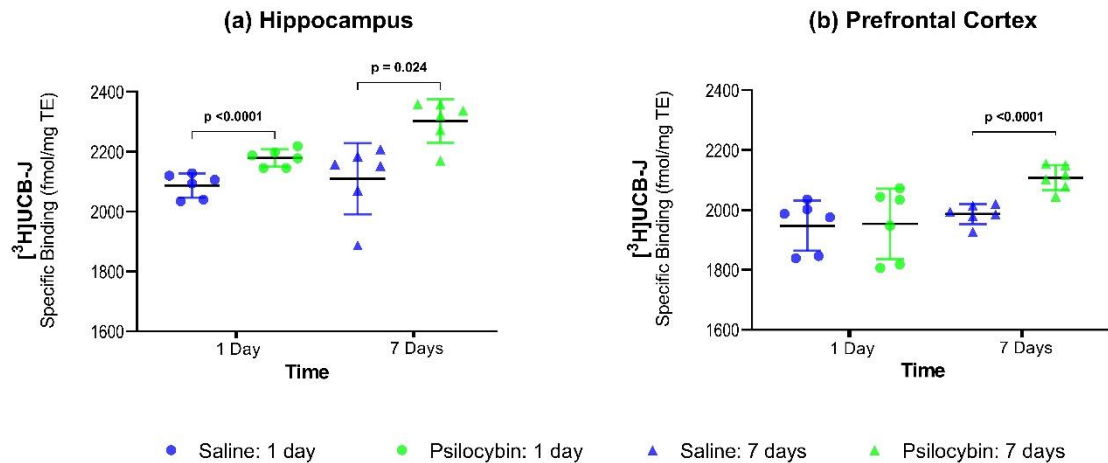 (a) Hippocampus
p = 0.024
p <0.0001
2400
2200
2000
1800
1600
[³H]UCB-J
Specific Binding (fmol/mg TE)
1 Day
7 Days
Time
(b) Prefrontal Cortex
p <0.0001
2400
2200
2000
1800
1600
[³H]UCB-J
Specific Binding (fmol/mg TE)
1 Day
7 Days
Time
Saline: 1 day
Psilocybin: 1 day
Saline: 7 days
Psilocybin: 7 days